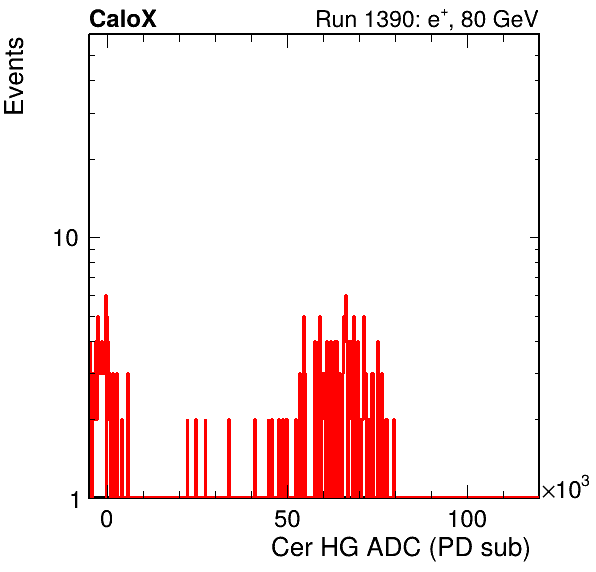 CaloX Run 1390: e⁺, 80 GeV
Events
10
1
0 50 100 ×10³
Cer HG ADC (PD sub)